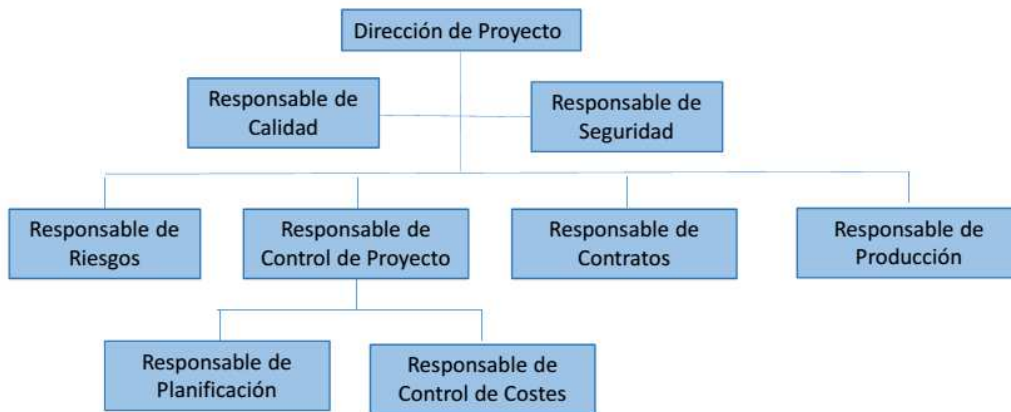 Dirección de Proyecto
Responsable de
Calidad
Responsable de
Seguridad
Responsable de
Riesgos
Responsable de
Control de Proyecto
Responsable de
Contratos
Responsable de
Producción
Responsable de
Planificación
Responsable de
Control de Costes